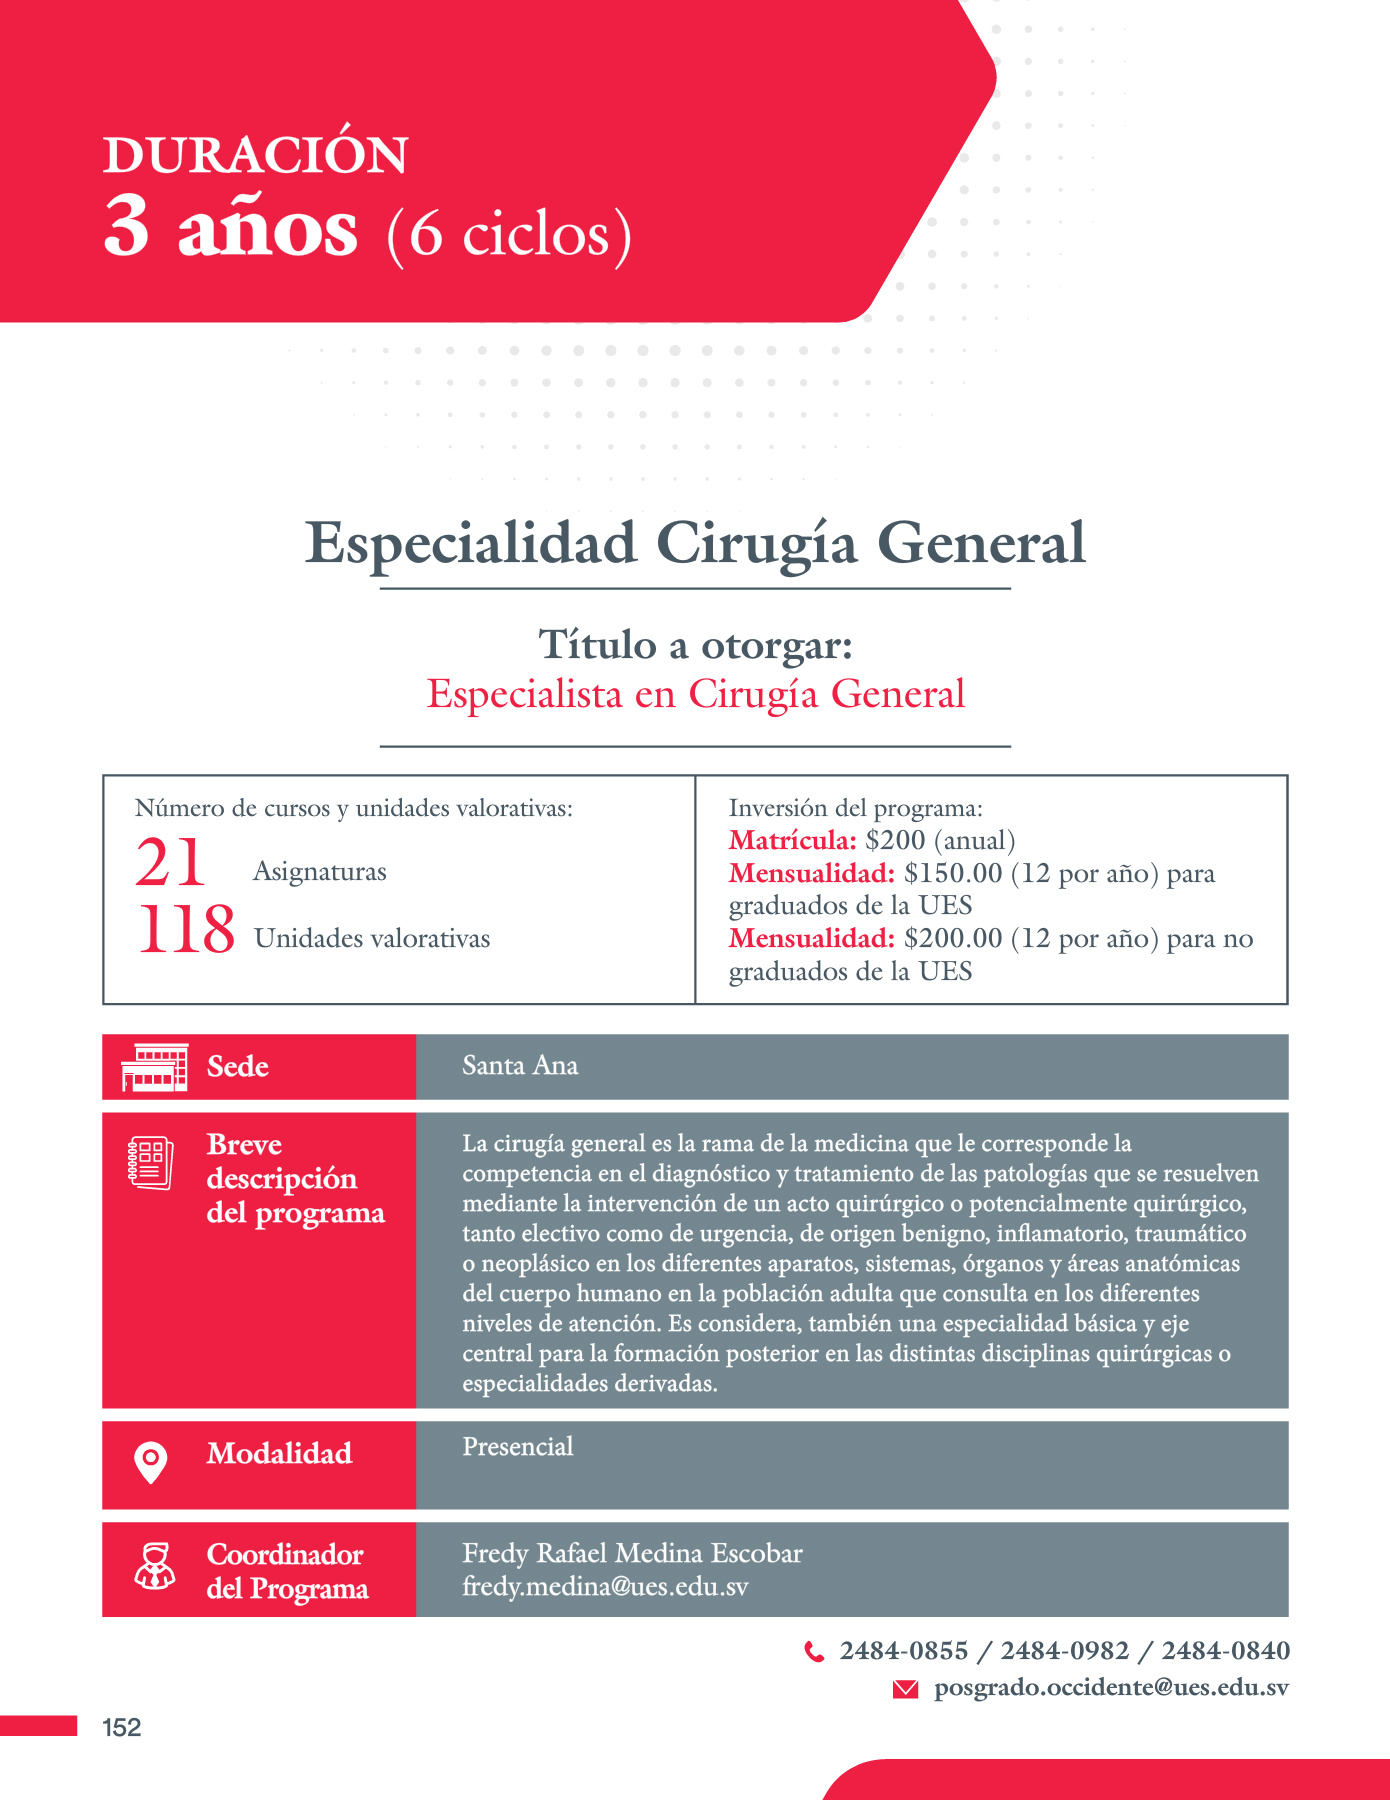 DURACIÓN
3 años (6 ciclos)
Especialidad Cirugía General
Título a otorgar:
Especialista en Cirugía General
Número de cursos y unidades valorativas:
21 Asignaturas
118 Unidades valorativas
Inversión del programa:
Matrícula: $200 (anual)
Mensualidad: $150.00 (12 por año) para
graduados de la UES
Mensualidad: $200.00 (12 por año) para no
graduados de la UES
Sede
Santa Ana
Breve
descripción
del programa
La cirugía general es la rama de la medicina que le corresponde la
competencia en el diagnóstico y tratamiento de las patologías que se resuelven
mediante la intervención de un acto quirúrgico o potencialmente quirúrgico,
tanto electivo como de urgencia, de origen benigno, inflamatorio, traumático
o neoplásico en los diferentes aparatos, sistemas, órganos y áreas anatómicas
del cuerpo humano en la población adulta que consulta en los diferentes
niveles de atención. Es considera, también una especialidad básica y eje
central para la formación posterior en las distintas disciplinas quirúrgicas o
especialidades derivadas.
Modalidad
Presencial
Coordinador
del Programa
Fredy Rafael Medina Escobar
fredy.medina@ues.edu.sv
2484-0855 / 2484-0982 / 2484-0840
posgrado.occidente@ues.edu.sv
152